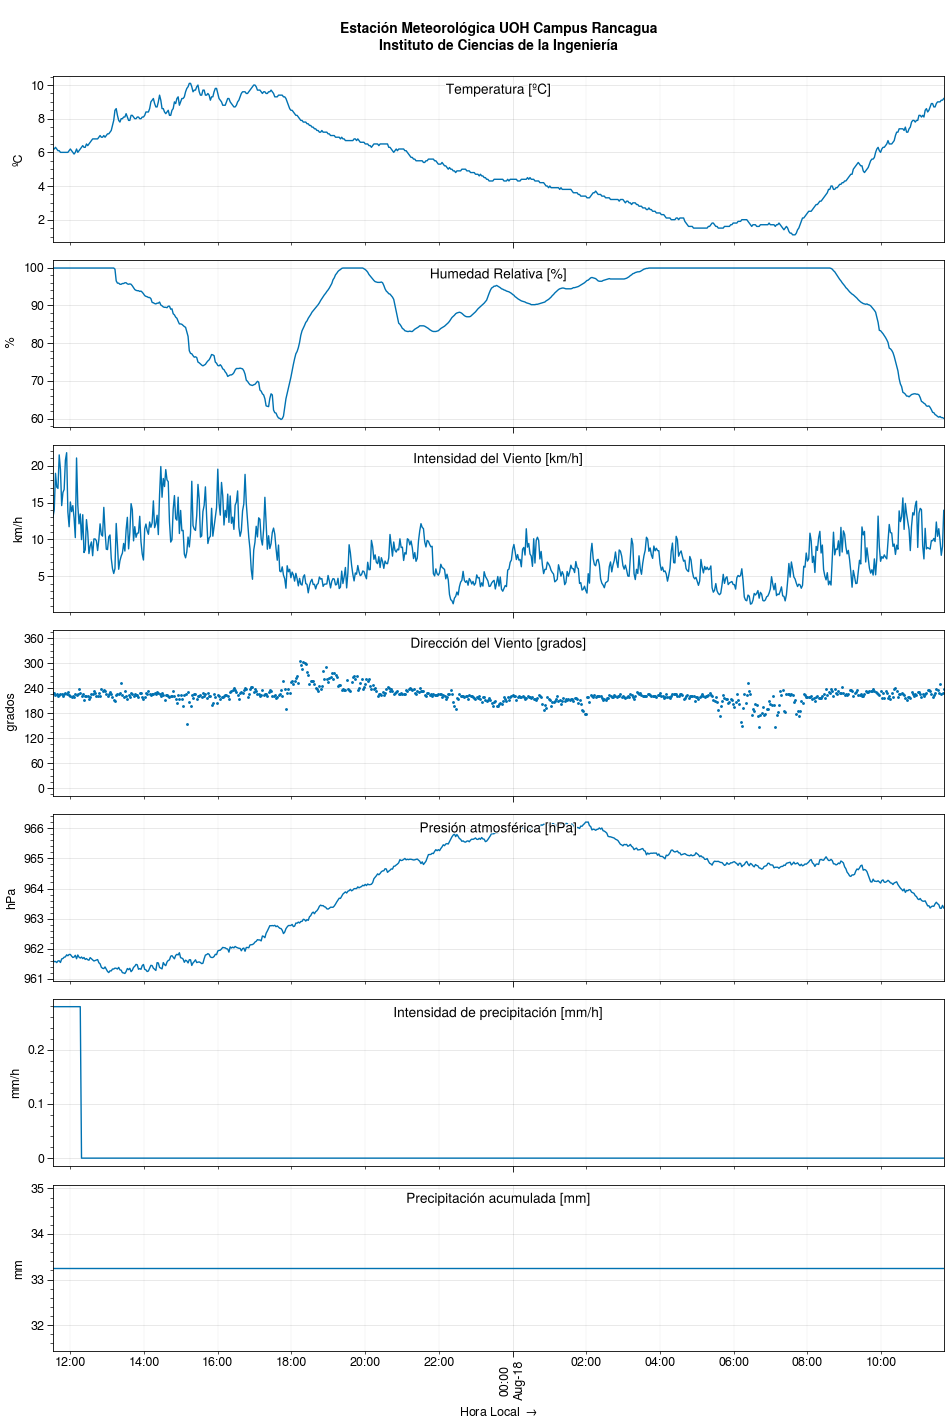 Estación Meteorológica UOH Campus Rancagua
Instituto de Ciencias de la Ingeniería
Temperatura [ºC]
10
8
6
4
2
ºC
Humedad Relativa [%]
100
90
80
70
60
%
Intensidad del Viento [km/h]
20
15
10
5
km/h
Dirección del Viento [grados]
360
300
240
180
120
60
0
grados
Presión atmosférica [hPa]
966
965
964
963
962
961
hPa
Intensidad de precipitación [mm/h]
0.2
0.1
0
mm/h
Precipitación acumulada [mm]
35
34
33
32
mm
12:00 14:00 16:00 18:00 20:00 22:00 00:00 02:00 04:00 06:00 08:00 10:00
Aug-18
Hora Local →